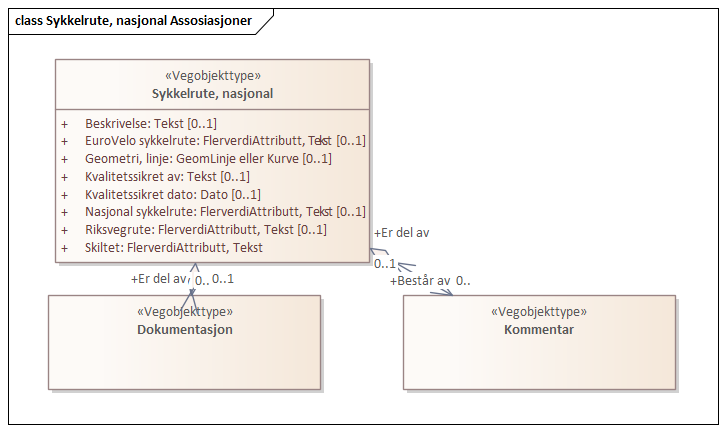 class Sykkelrute, nasjonal Assosiasjoner
«Vegobjekttype»
Sykkelrute, nasjonal
+ Beskrivelse: Tekst [0..1]
+ EuroVelo sykkelrute: FlerverdiAttributt, Tekst [0..1]
+ Geometri, linje: GeomLinje eller Kurve [0..1]
+ Kvalitetssikret av: Tekst [0..1]
+ Kvalitetssikret dato: Dato [0..1]
+ Nasjonal sykkelrute: FlerverdiAttributt, Tekst [0..1]
+ Riksvegrute: FlerverdiAttributt, Tekst [0..1]
+ Skiltet: FlerverdiAttributt, Tekst
+Er del av
0..1
+Er del av 0.. 0..1
+Består av 0..
«Vegobjekttype»
Dokumentasjon
«Vegobjekttype»
Kommentar